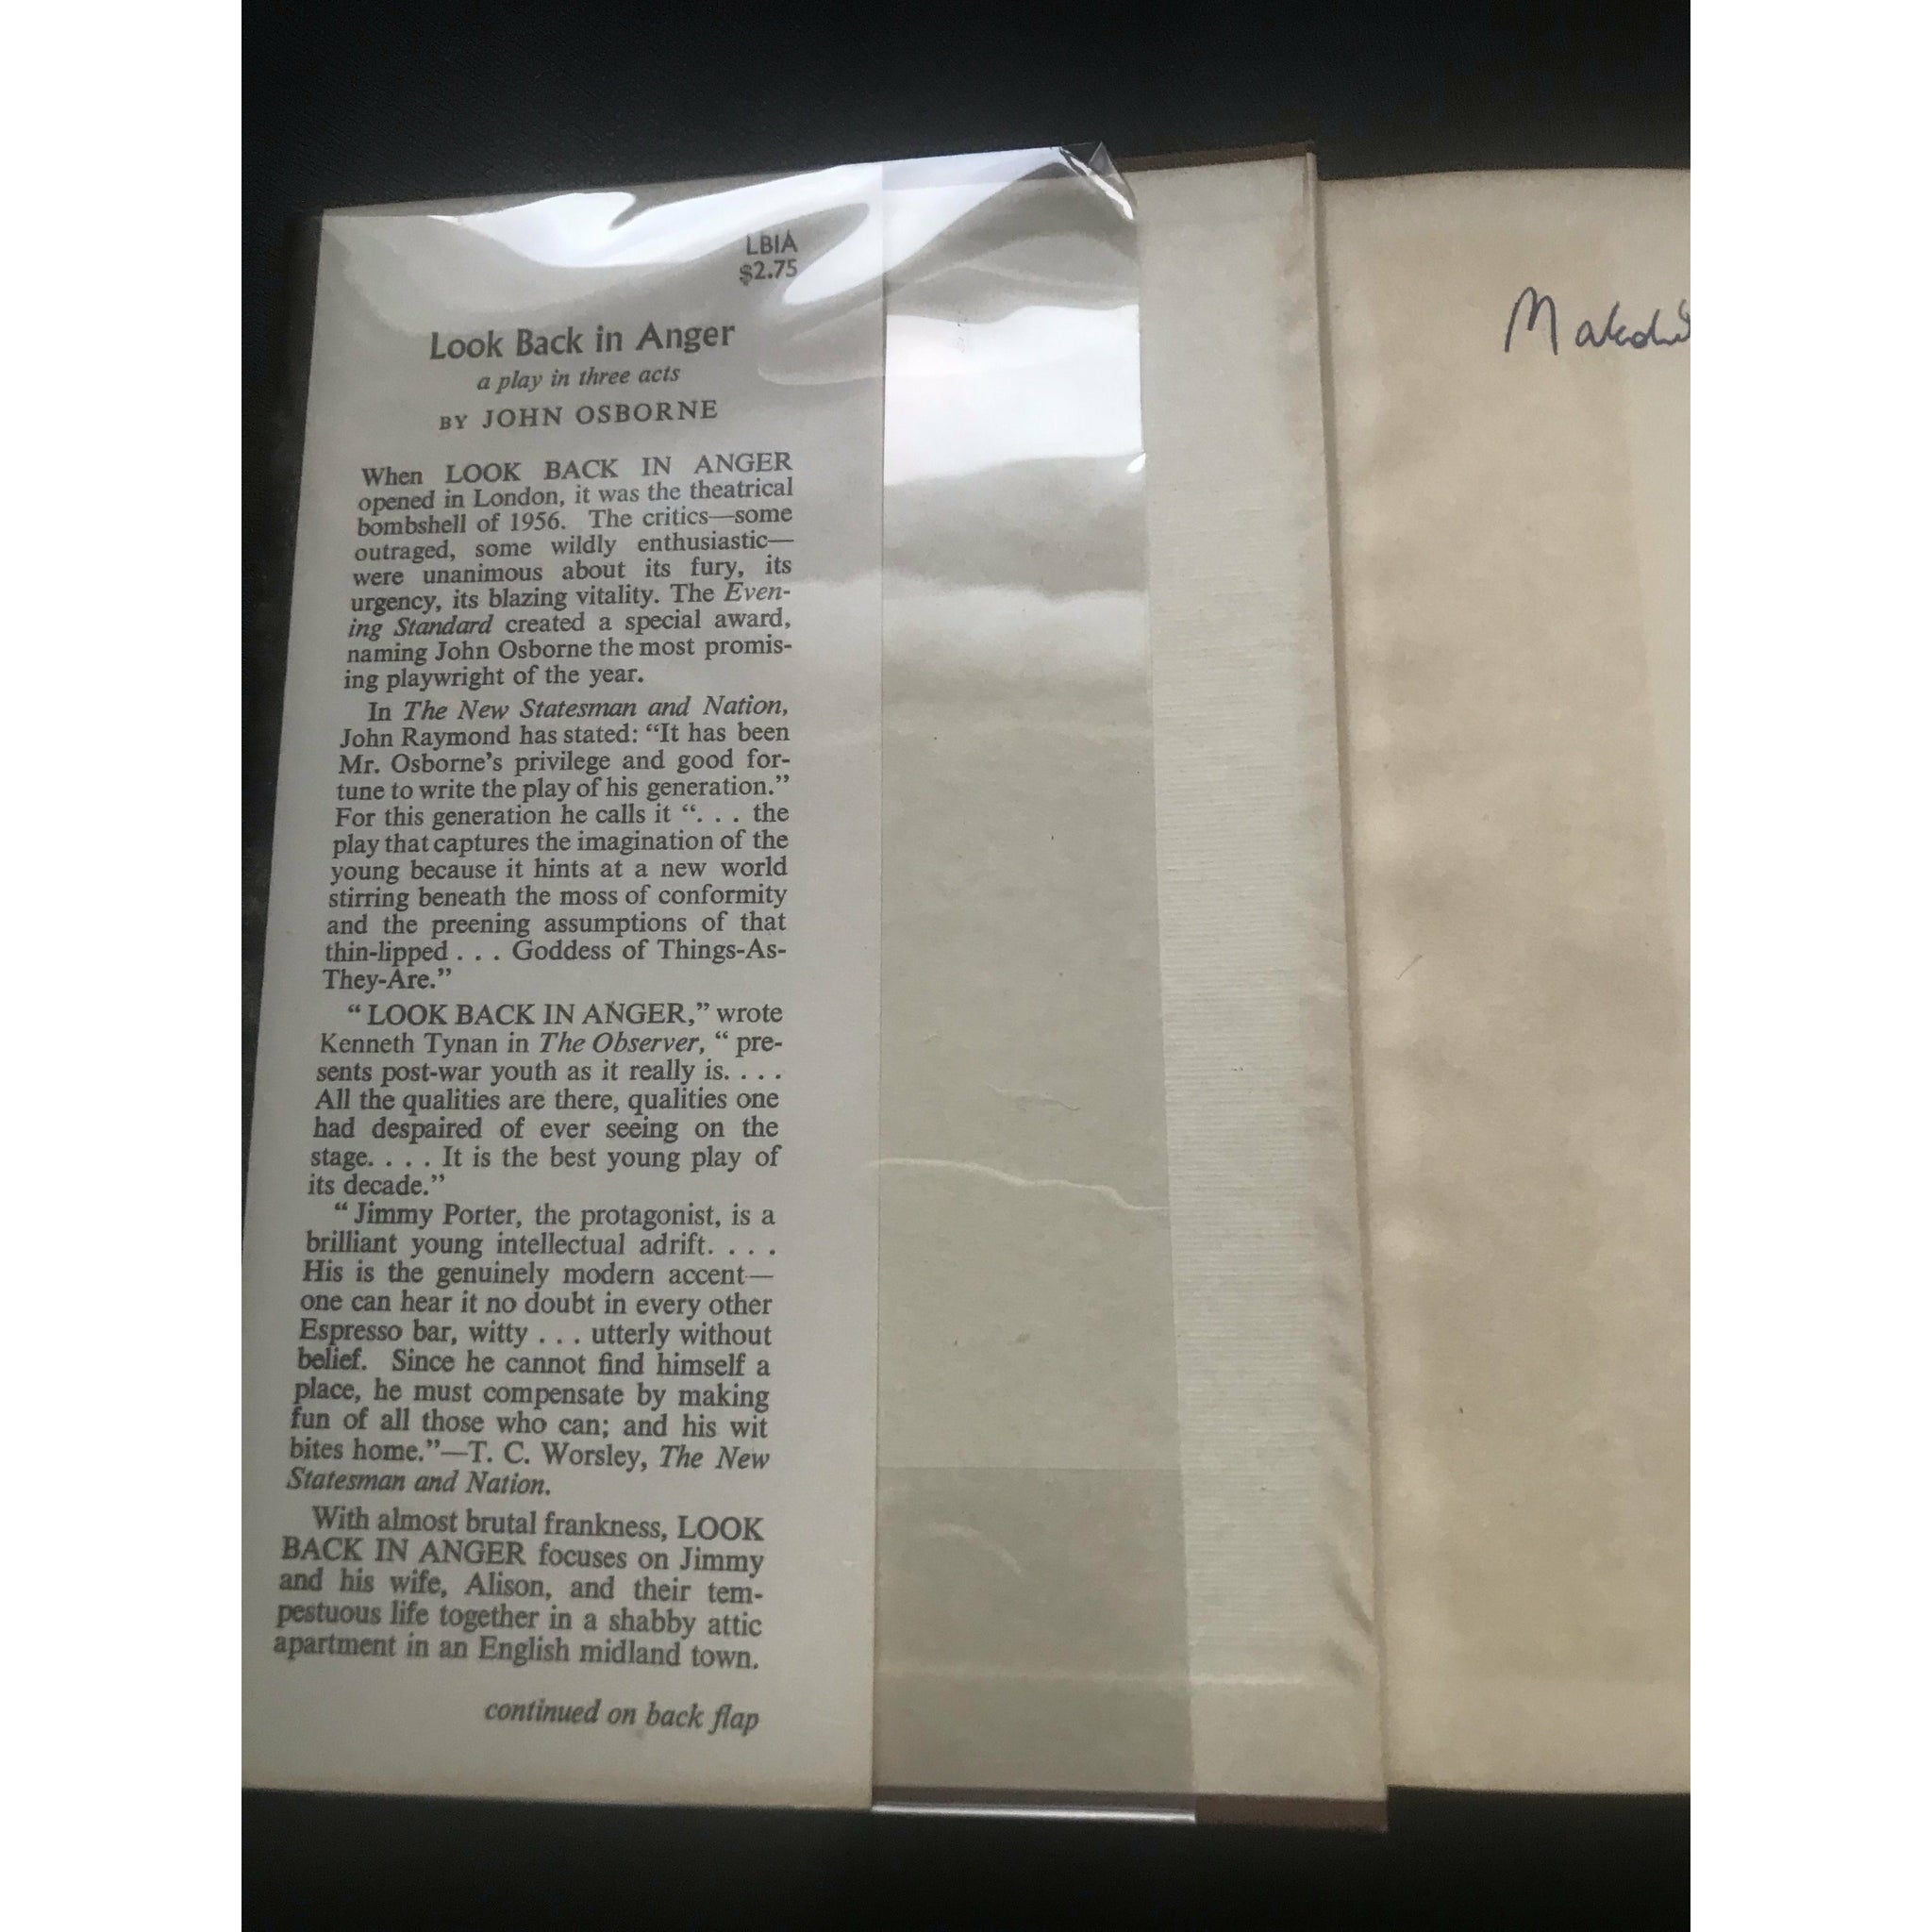 LBIA
$2.75
Look Back in Anger
a play in three acts
BY JOHN OSBORNE
When LOOK BACK IN ANGER
opened in London, it was the theatrical
bombshell of 1956. The critics—some
outraged, some wildly enthusiastic—
were unanimous about its fury, its
urgency, its blazing vitality. The Even-
ing Standard created a special award,
naming John Osborne the most promis-
ing playwright of the year.
In The New Statesman and Nation,
John Raymond has stated: “It has been
Mr. Osborne’s privilege and good for-
tune to write the play of his generation.”
For this generation he calls it “. . . the
play that captures the imagination of the
young because it hints at a new world
stirring beneath the moss of conformity
and the preening assumptions of that
thin-lipped . . . Goddess of Things-As-
They-Are.”
“ LOOK BACK IN ANGER,” wrote
Kenneth Tynan in The Observer, “ pre-
sents post-war youth as it really is. . . .
All the qualities are there, qualities one
had despaired of ever seeing on the
stage. . . . It is the best young play of
its decade.”
“ Jimmy Porter, the protagonist, is a
brilliant young intellectual adrift. . . .
His is the genuinely modern accent—
one can hear it no doubt in every other
Espresso bar, witty . . . utterly without
belief. Since he cannot find himself a
place, he must compensate by making
fun of all those who can; and his wit
bites home.”—T. C. Worsley, The New
Statesman and Nation.
With almost brutal frankness, LOOK
BACK IN ANGER focuses on Jimmy
and his wife, Alison, and their tem-
pestuous life together in a shabby attic
apartment in an English midland town.
continued on back flap